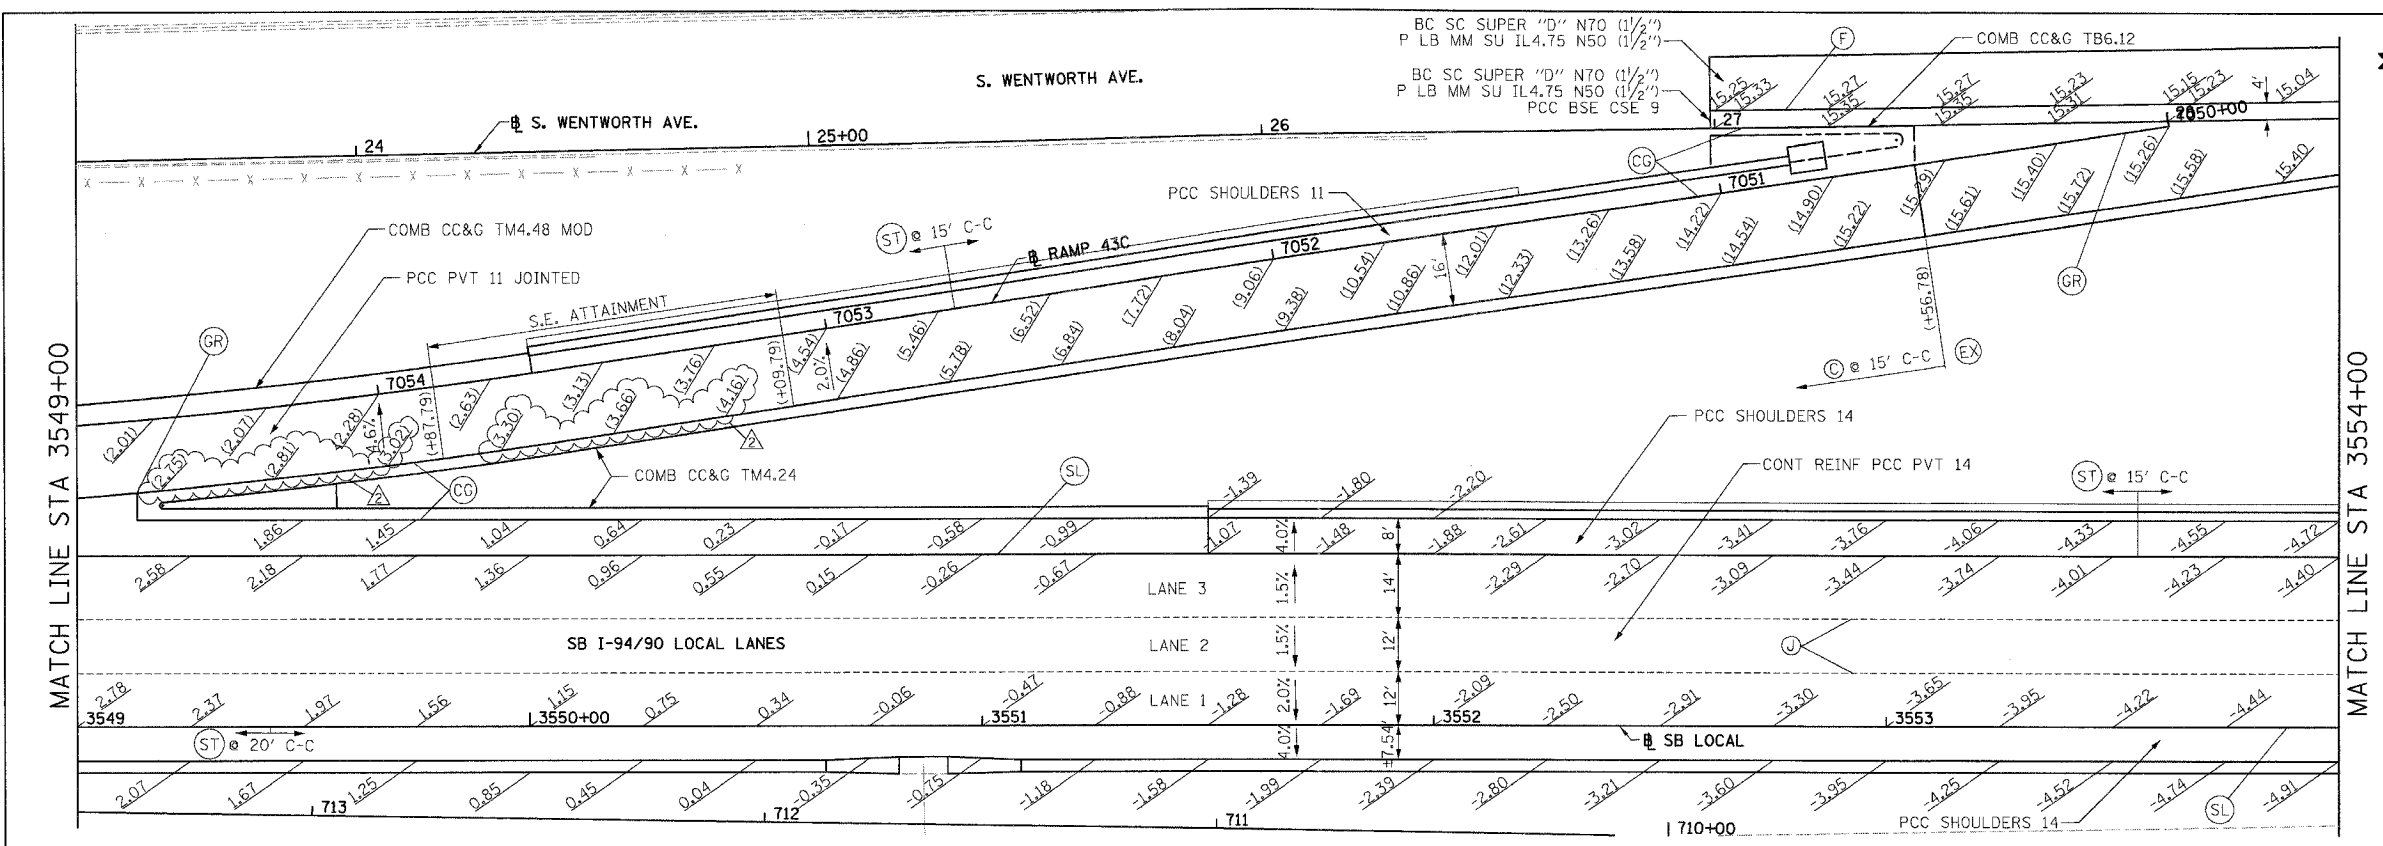 BC SC SUPER "D" N70 (1 1/2")
P LB MM SU IL4.75 N50 (1 1/2")
F
COMB CC&G TB6.12
S. WENTWORTH AVE.
BC SC SUPER "D" N70 (1 1/2")
P LB MM SU IL4.75 N50 (1 1/2")
PCC BSE CSE 9
15.25 15.33 15.27 15.35 15.27 15.35 15.23 15.31 15.15 15.23 15.04 4'
℄ S. WENTWORTH AVE.
24 25+00 26 27 7050+00
X X X X X X X X X X X X X
CG
PCC SHOULDERS 11
7051
COMB CC&G TM4.48 MOD
ST @ 15' C-C
℄ RAMP 43C
7052
PCC PVT 11 JOINTED
S.E. ATTAINMENT
7053
7054
GR
(2.01) (2.07) (2.28) (2.63) (3.13) (3.76) (4.54) (5.46) (6.52) (7.72) (9.06) (10.54) (12.01) (13.26) (14.22) (14.90) (15.29) (15.40) (15.26)
(2.75) (2.81) (3.02) (3.30) (3.66) (4.16) (4.86) (5.78) (6.84) (8.04) (9.38) (10.86) (12.33) (13.58) (14.54) (15.22) (15.61) (15.72) (15.58) 15.40
4.6% (+87.79) (+09.79) 2.0% 16' (+56.78)
GR
C @ 15' C-C EX
2
2
CG
COMB CC&G TM4.24
SL
PCC SHOULDERS 14
CONT REINF PCC PVT 14
ST @ 15' C-C
-1.39 -1.80 -2.20
1.86 1.45 1.04 0.64 0.23 -0.17 -0.58 -0.99 -1.07 4.0% -1.48 8' -1.88 -2.61 -3.02 -3.41 -3.76 -4.06 -4.33 -4.55 -4.72
2.58 2.18 1.77 1.36 0.96 0.55 0.15 -0.26 -0.67 LANE 3 1.5% 14' -2.29 -2.70 -3.09 -3.44 -3.74 -4.01 -4.23 -4.40
SB I-94/90 LOCAL LANES LANE 2 1.5% 12' J
2.78 2.37 1.97 1.56 1.15 0.75 0.34 -0.06 -0.47 -0.88 LANE 1 -1.28 2.0% -1.69 12' -2.09 -2.50 -2.91 -3.30 -3.65 -3.95 -4.22 -4.44
3549 3550+00 3551 3552 3553
ST @ 20' C-C 4.0% ±7.54' ℄ SB LOCAL
2.07 1.67 1.25 0.85 0.45 0.04 -0.35 -0.75 -1.18 -1.58 -1.99 -2.39 -2.80 -3.21 -3.60 -3.95 -4.25 -4.52 -4.74 -4.91
713 712 711 710+00
PCC SHOULDERS 14 SL
MATCH LINE STA 3549+00
MATCH LINE STA 3554+00